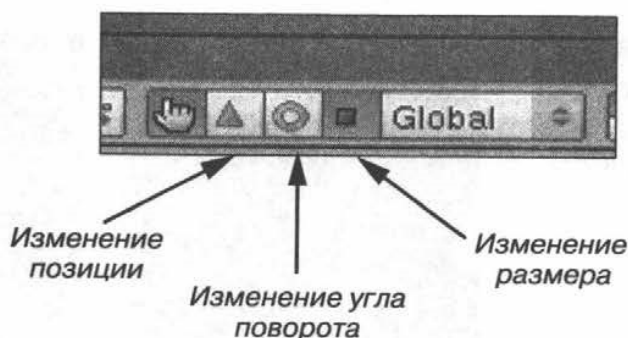 Global
Изменение
позиции
Изменение угла
поворота
Изменение
размера